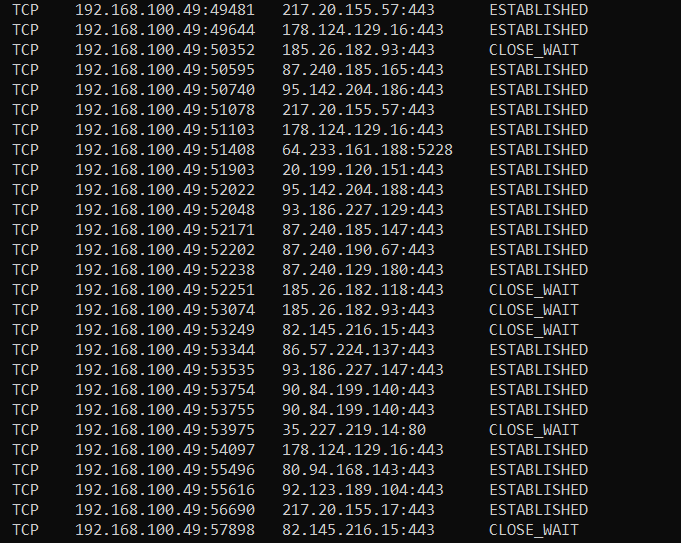 TCP 192.168.100.49:49481 217.20.155.57:443 ESTABLISHED
TCP 192.168.100.49:49644 178.124.129.16:443 ESTABLISHED
TCP 192.168.100.49:50352 185.26.182.93:443 CLOSE_WAIT
TCP 192.168.100.49:50595 87.240.185.165:443 ESTABLISHED
TCP 192.168.100.49:50740 95.142.204.186:443 ESTABLISHED
TCP 192.168.100.49:51078 217.20.155.57:443 ESTABLISHED
TCP 192.168.100.49:51103 178.124.129.16:443 ESTABLISHED
TCP 192.168.100.49:51408 64.233.161.188:5228 ESTABLISHED
TCP 192.168.100.49:51903 20.199.120.151:443 ESTABLISHED
TCP 192.168.100.49:52022 95.142.204.188:443 ESTABLISHED
TCP 192.168.100.49:52048 93.186.227.129:443 ESTABLISHED
TCP 192.168.100.49:52171 87.240.185.147:443 ESTABLISHED
TCP 192.168.100.49:52202 87.240.190.67:443 ESTABLISHED
TCP 192.168.100.49:52238 87.240.129.180:443 ESTABLISHED
TCP 192.168.100.49:52251 185.26.182.118:443 CLOSE_WAIT
TCP 192.168.100.49:53074 185.26.182.93:443 CLOSE_WAIT
TCP 192.168.100.49:53249 82.145.216.15:443 CLOSE_WAIT
TCP 192.168.100.49:53344 86.57.224.137:443 ESTABLISHED
TCP 192.168.100.49:53535 93.186.227.147:443 ESTABLISHED
TCP 192.168.100.49:53754 90.84.199.140:443 ESTABLISHED
TCP 192.168.100.49:53755 90.84.199.140:443 ESTABLISHED
TCP 192.168.100.49:53975 35.227.219.14:80 CLOSE_WAIT
TCP 192.168.100.49:54097 178.124.129.16:443 ESTABLISHED
TCP 192.168.100.49:55496 80.94.168.143:443 ESTABLISHED
TCP 192.168.100.49:55616 92.123.189.104:443 ESTABLISHED
TCP 192.168.100.49:56690 217.20.155.17:443 ESTABLISHED
TCP 192.168.100.49:57898 82.145.216.15:443 CLOSE_WAIT